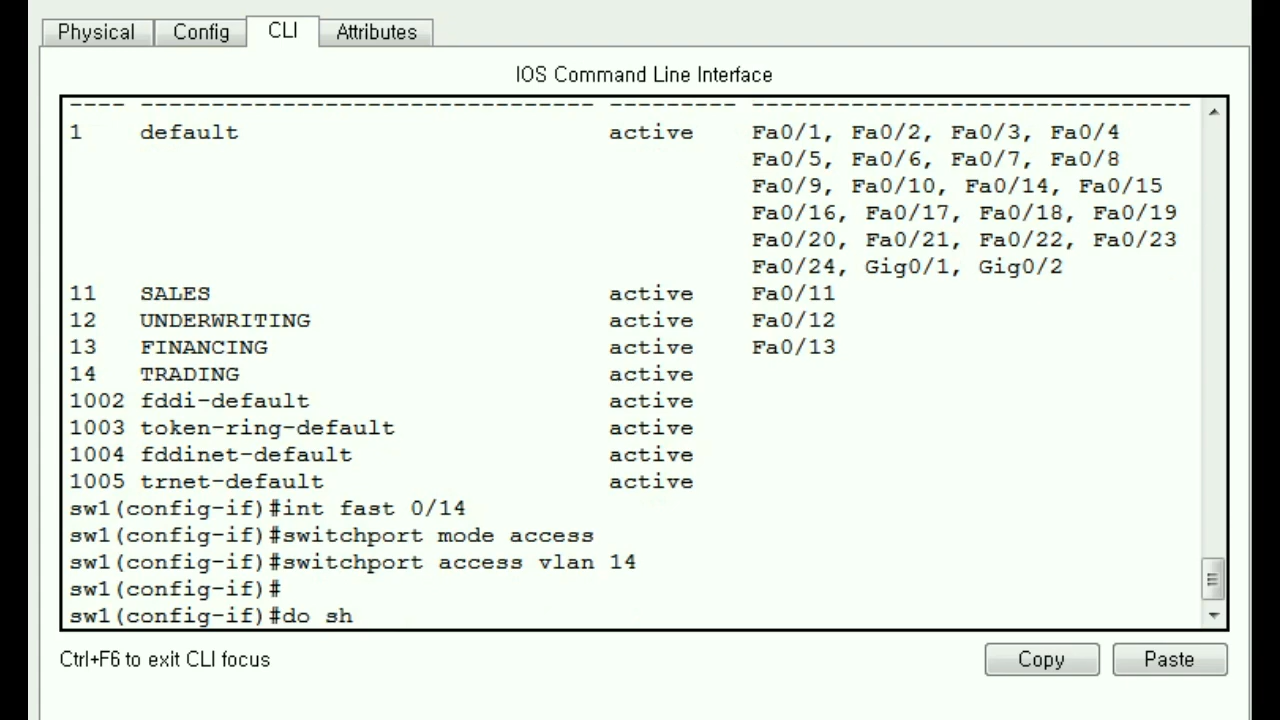 Physical Config CLI Attributes
IOS Command Line Interface
---- -------------------------------- --------- -------------------------------
1 default active Fa0/1, Fa0/2, Fa0/3, Fa0/4
Fa0/5, Fa0/6, Fa0/7, Fa0/8
Fa0/9, Fa0/10, Fa0/14, Fa0/15
Fa0/16, Fa0/17, Fa0/18, Fa0/19
Fa0/20, Fa0/21, Fa0/22, Fa0/23
Fa0/24, Gig0/1, Gig0/2
11 SALES active Fa0/11
12 UNDERWRITING active Fa0/12
13 FINANCING active Fa0/13
14 TRADING active
1002 fddi-default active
1003 token-ring-default active
1004 fddinet-default active
1005 trnet-default active
sw1(config-if)#int fast 0/14
sw1(config-if)#switchport mode access
sw1(config-if)#switchport access vlan 14
sw1(config-if)#
sw1(config-if)#do sh
Ctrl+F6 to exit CLI focus Copy Paste